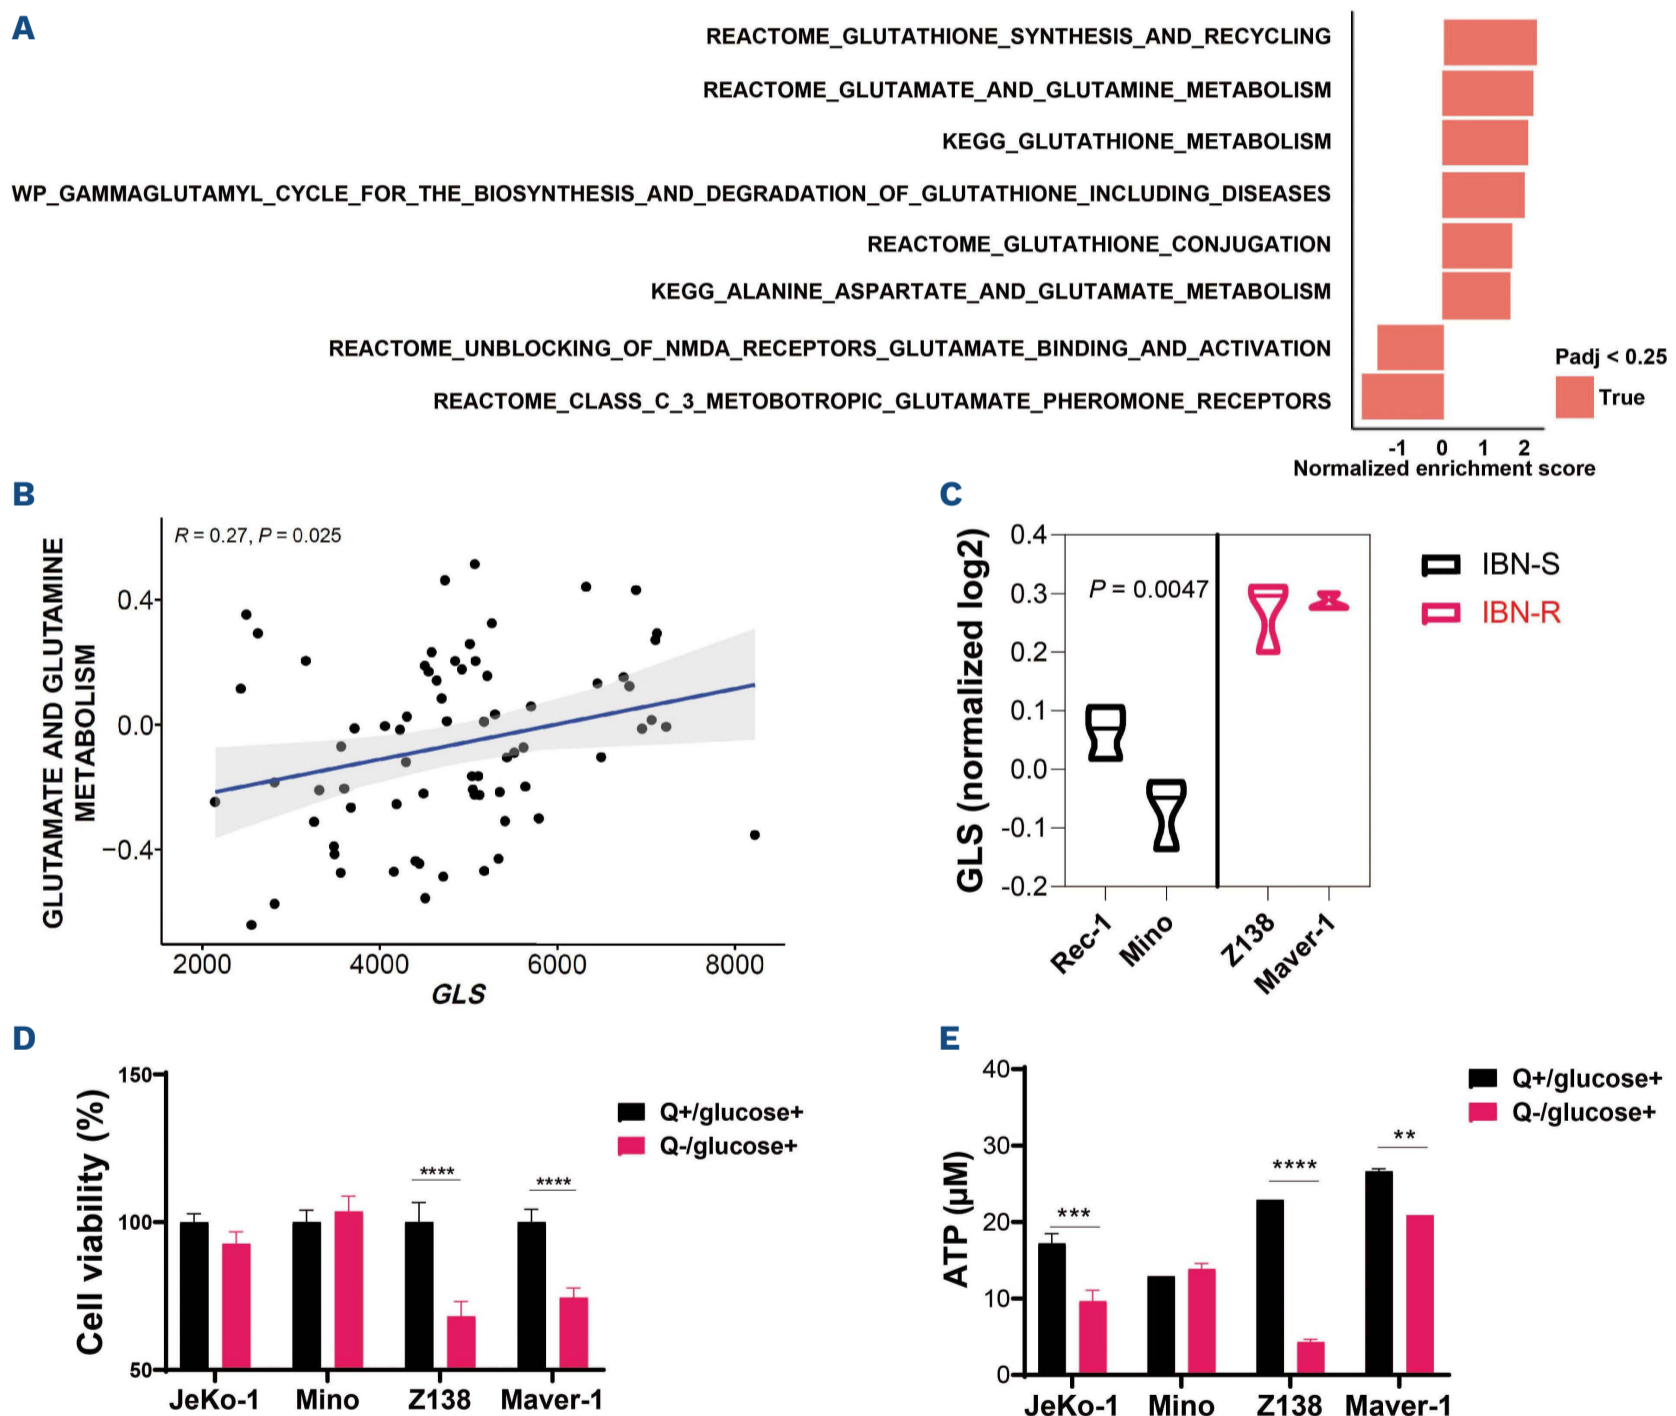 A
REACTOME_GLUTATHIONE_SYNTHESIS_AND_RECYCLING
REACTOME_GLUTAMATE_AND_GLUTAMINE_METABOLISM
KEGG_GLUTATHIONE_METABOLISM
WP_GAMMAGLUTAMYL_CYCLE_FOR_THE_BIOSYNTHESIS_AND_DEGRADATION_OF_GLUTATHIONE_INCLUDING_DISEASES
REACTOME_GLUTATHIONE_CONJUGATION
KEGG_ALANINE_ASPARTATE_AND_GLUTAMATE_METABOLISM
REACTOME_UNBLOCKING_OF_NMDA_RECEPTORS_GLUTAMATE_BINDING_AND_ACTIVATION
REACTOME_CLASS_C_3_METOBOTROPIC_GLUTAMATE_PHEROMONE_RECEPTORS
Padj < 0.25
True
-1 0 1 2
Normalized enrichment score
B
GLUTAMATE AND GLUTAMINE
METABOLISM
R = 0.27, P = 0.025
0.4
0.0
−0.4
2000 4000 6000 8000
GLS
C
GLS (normalized log2)
0.4
0.3
0.2
0.1
0.0
-0.1
-0.2
P = 0.0047
Rec-1 Mino Z138 Maver-1
IBN-S
IBN-R
D
Cell viability (%)
150
100
50
**** ****
JeKo-1 Mino Z138 Maver-1
Q+/glucose+
Q-/glucose+
E
ATP (µM)
40
30
20
10
0
*** **** **
JeKo-1 Mino Z138 Maver-1
Q+/glucose+
Q-/glucose+